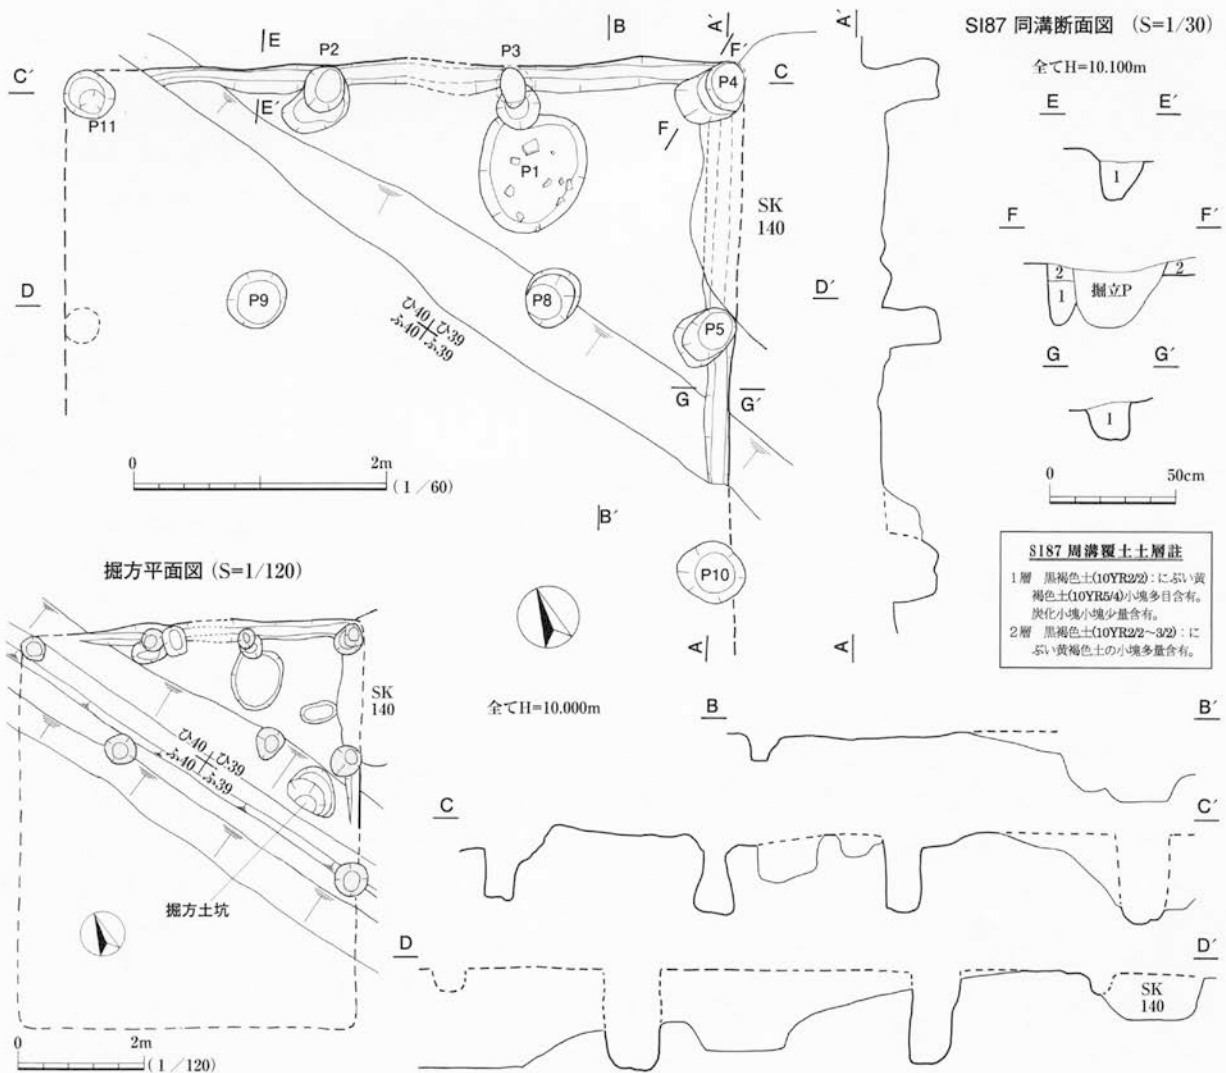 SI87 同溝断面図 (S=1/30)
全てH=10.100m
E E′
1
F F′
2 2
1 掘立P
G G′
1
0 50cm
SI87 周溝覆土土層註
1層 黒褐色土(10YR2/2)：にぶい黄
褐色土(10YR5/4)小塊多目含有。
炭化小塊小塊少量含有。
2層 黒褐色土(10YR2/2〜3/2)：に
ぶい黄褐色土の小塊多量含有。
E B A′ A′
P2 P3 F′
C′ P4 C
P11 E′
F
P1
SK
140
D P9 P8 D′
P5
ひ40 ひ39
ふ40 ふ39
G G′
0 2m
(1/60)
B′
P10
A A
掘方平面図 (S=1/120)
SK
140
ひ40 ひ39
ふ40 ふ39
掘方土坑
0 2m
(1/120)
全てH=10.000m
B B′
C C′
D D′
SK
140